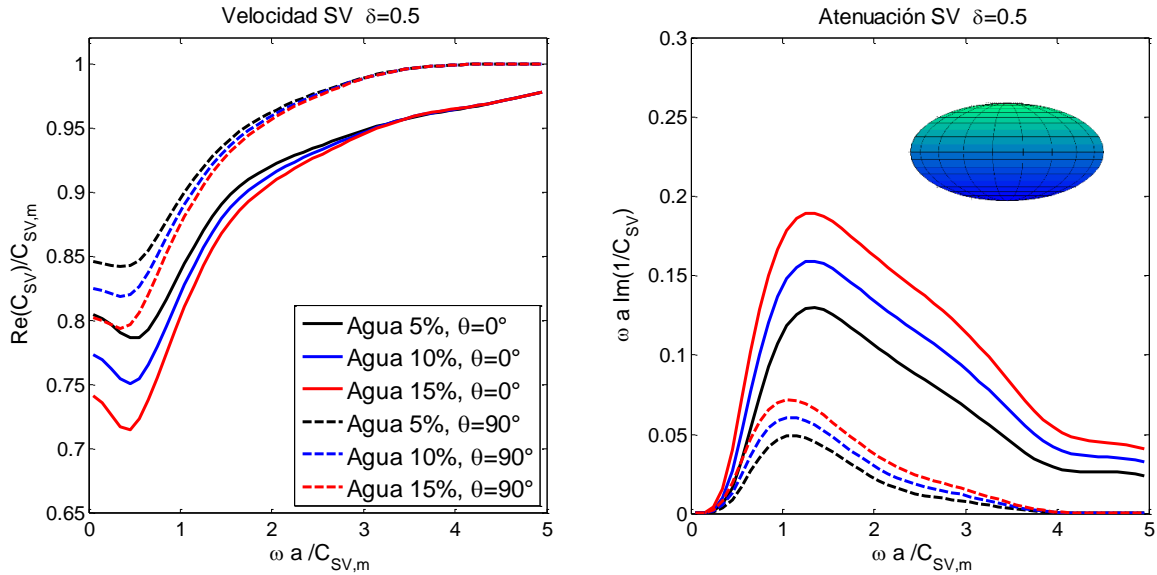 Velocidad SV δ=0.5
Re(C_SV)/C_SV,m
1
0.95
0.9
0.85
0.8
0.75
0.7
0.65
0
1
2
3
4
5
ω a /C_SV,m
Agua 5%, θ=0°
Agua 10%, θ=0°
Agua 15%, θ=0°
Agua 5%, θ=90°
Agua 10%, θ=90°
Agua 15%, θ=90°
Atenuación SV δ=0.5
ω a Im(1/C_SV)
0.3
0.25
0.2
0.15
0.1
0.05
0
0
1
2
3
4
5
ω a /C_SV,m